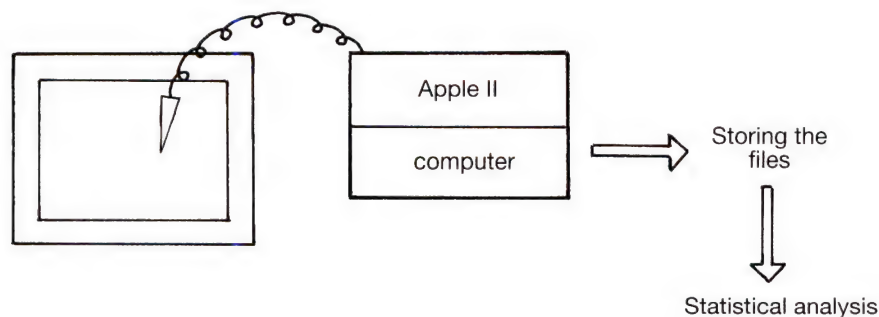 Apple II
computer
Storing the
files
Statistical analysis